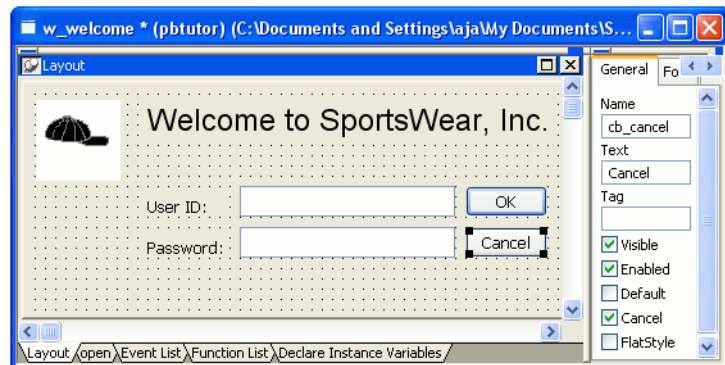 w_welcome * (pbtutor) (C:\Documents and Settings\aja\My Documents\S...
Layout
Welcome to SportsWear, Inc.
User ID:
OK
Password:
Cancel
Layout open Event List Function List Declare Instance Variables
General Fo
Name
cb_cancel
Text
Cancel
Tag
Visible
Enabled
Default
Cancel
FlatStyle